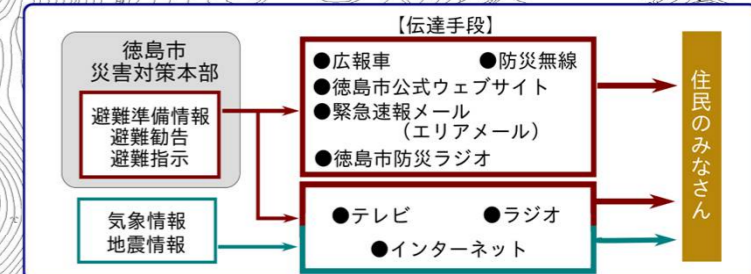 【伝達手段】
徳島市
災害対策本部
避難準備情報
避難勧告
避難指示
気象情報
地震情報
●広報車 ●防災無線
●徳島市公式ウェブサイト
●緊急速報メール
（エリアメール）
●徳島市防災ラジオ
●テレビ ●ラジオ
●インターネット
住民のみなさん